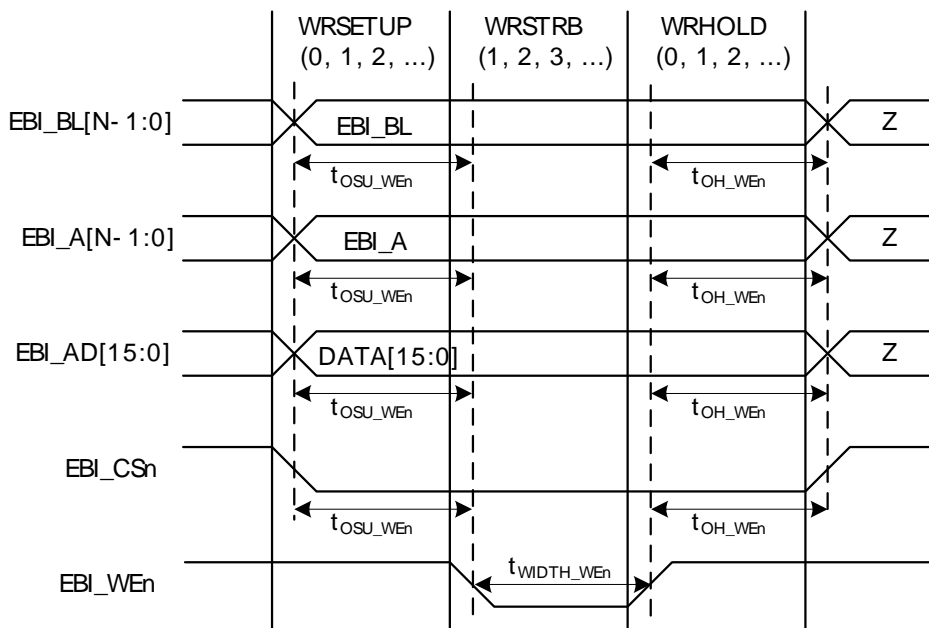 WRSETUP WRSTRB WRHOLD
(0, 1, 2, ...) (1, 2, 3, ...) (0, 1, 2, ...)
EBI_BL[N-1:0] EBI_BL Z
tOSU_WEn tOH_WEn
EBI_A[N-1:0] EBI_A Z
tOSU_WEn tOH_WEn
EBI_AD[15:0] DATA[15:0] Z
tOSU_WEn tOH_WEn
EBI_CSn
tOSU_WEn tOH_WEn
EBI_WEn tWIDTH_WEn